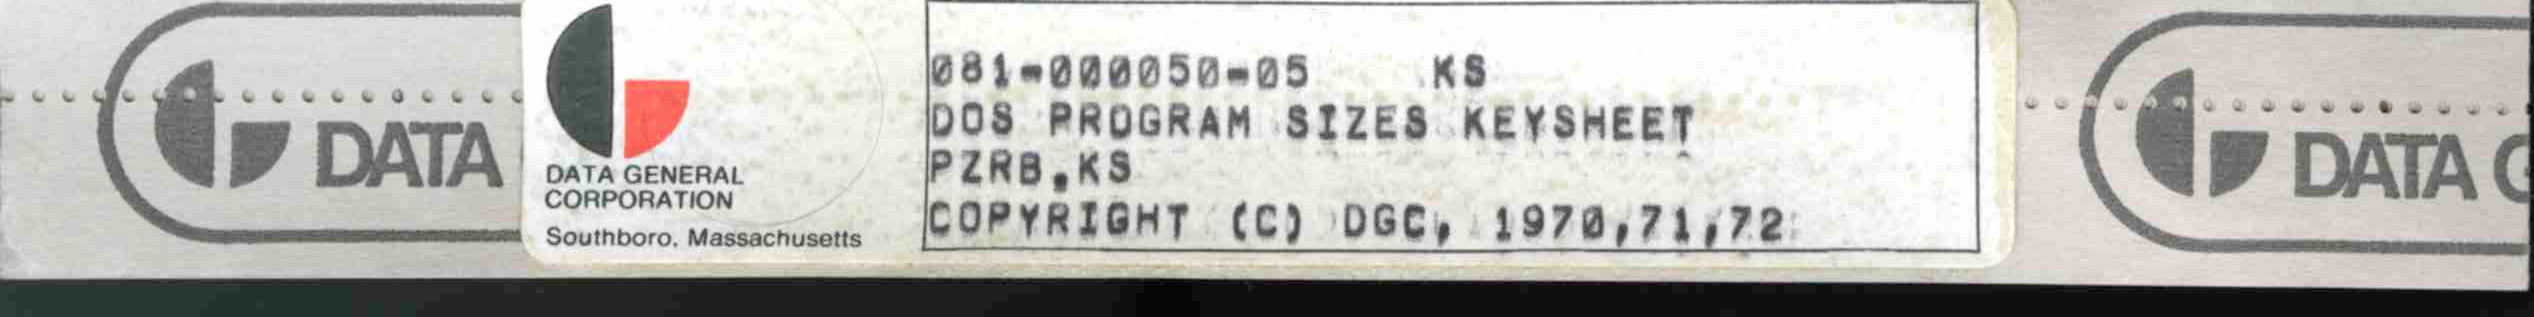 DATA
DATA GENERAL
CORPORATION
Southboro, Massachusetts
081-000050-05 KS
DOS PROGRAM SIZES KEYSHEET
PZRB.KS
COPYRIGHT (C) DGC, 1970,71,72
DATA G